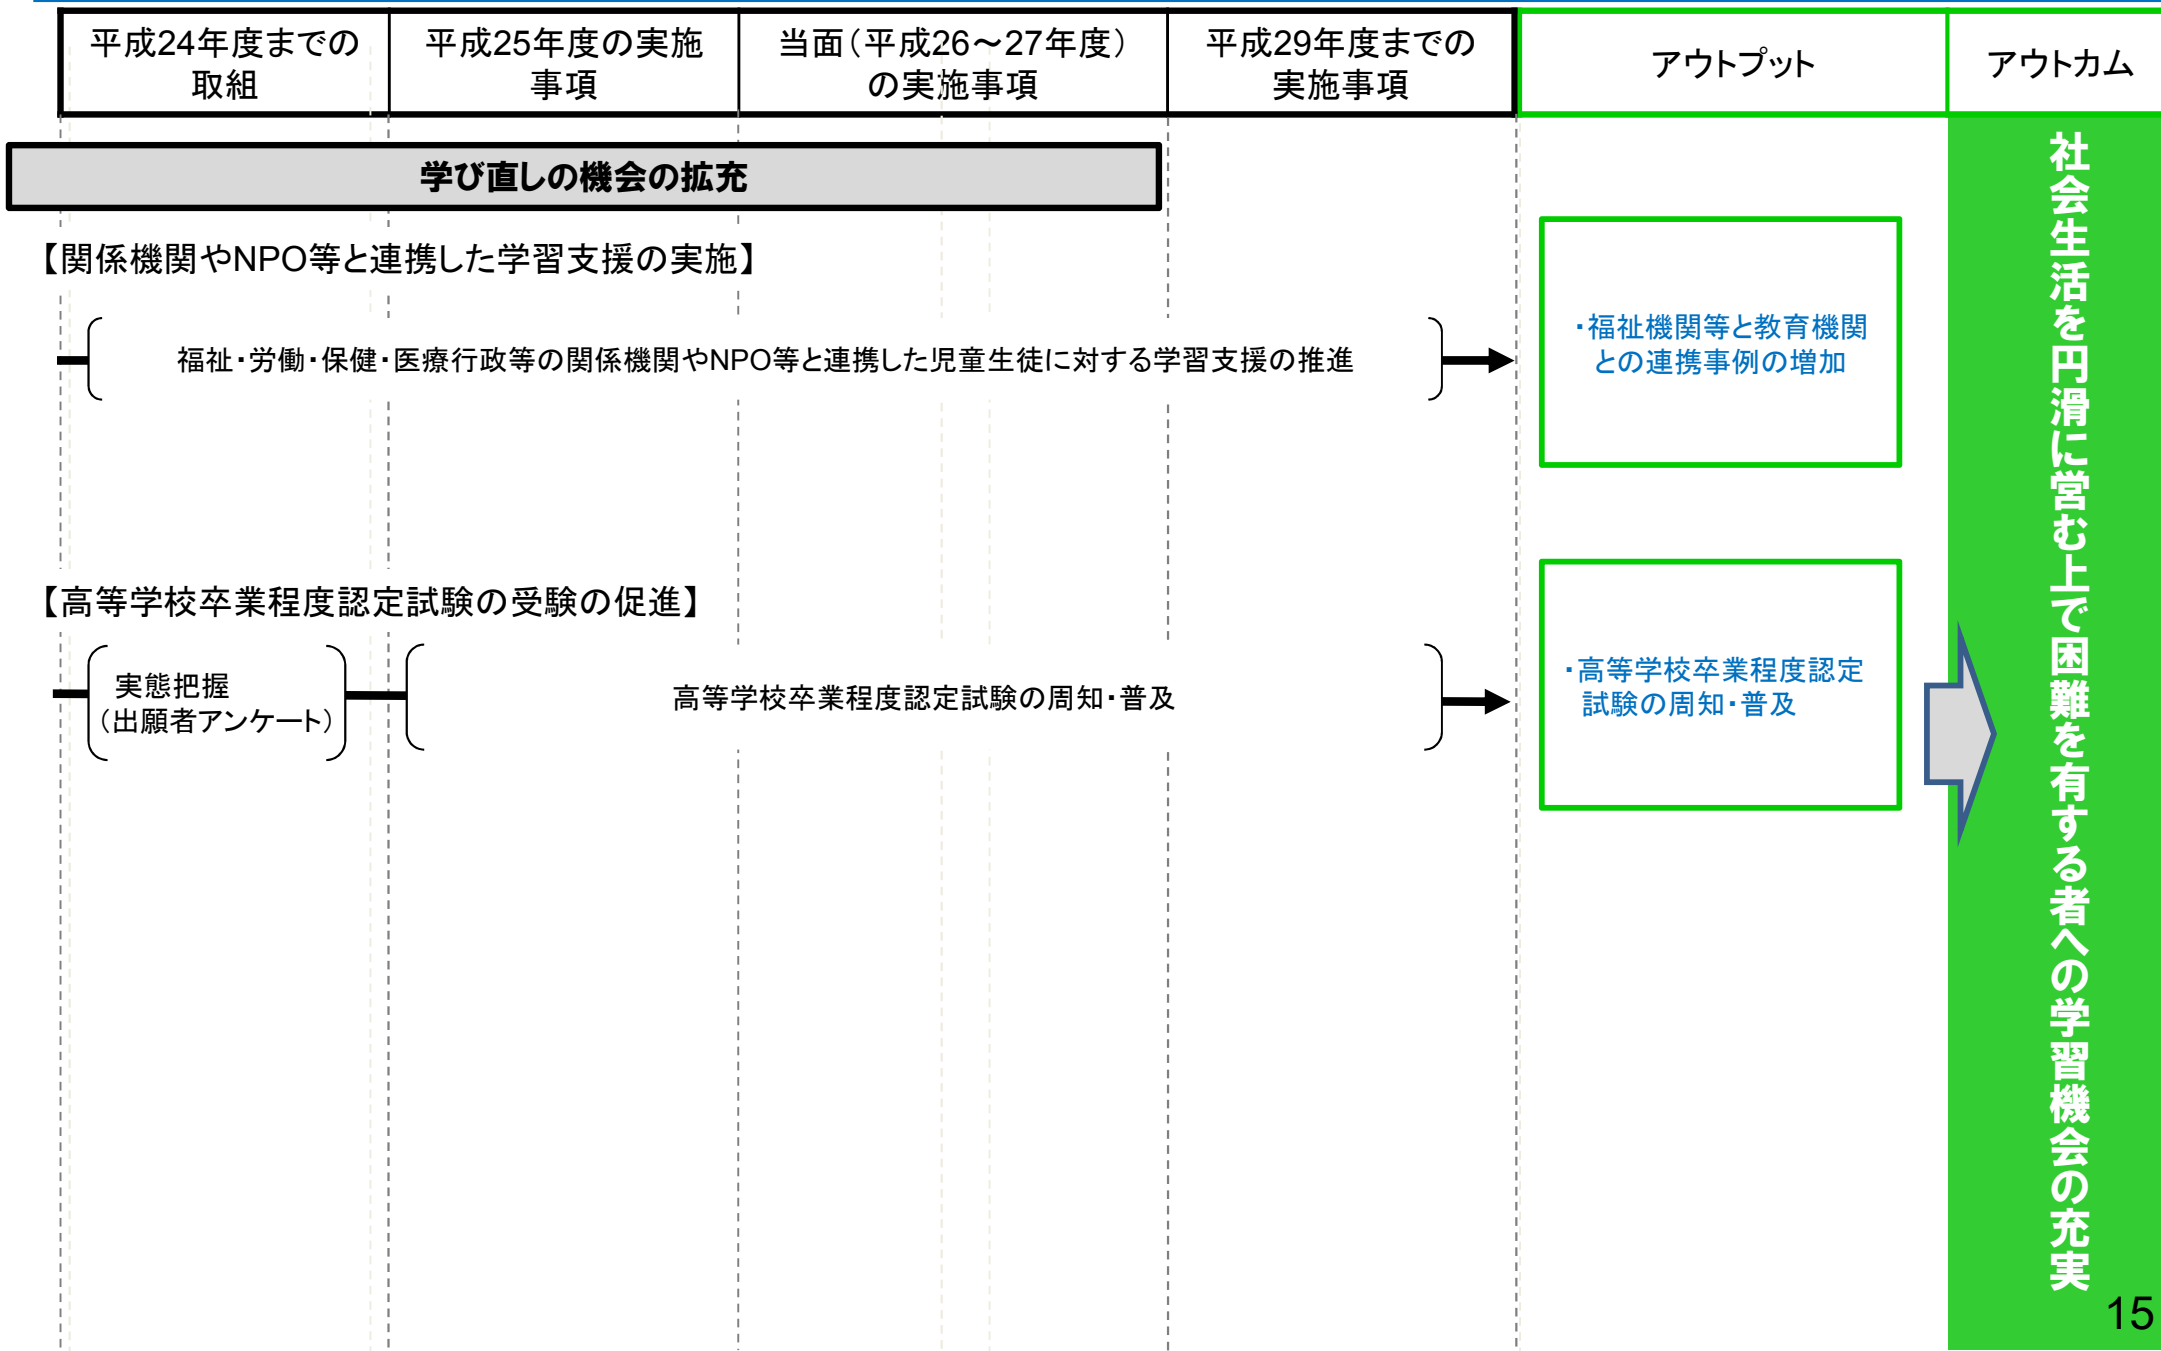 平成24年度までの
取組
平成25年度の実施
事項
当面(平成26～27年度)
の実施事項
平成29年度までの
実施事項
アウトプット
アウトカム
学び直しの機会の拡充
【関係機関やNPO等と連携した学習支援の実施】
福祉・労働・保健・医療行政等の関係機関やNPO等と連携した児童生徒に対する学習支援の推進
・福祉機関等と教育機関
との連携事例の増加
【高等学校卒業程度認定試験の受験の促進】
実態把握
(出願者アンケート)
高等学校卒業程度認定試験の周知・普及
・高等学校卒業程度認定
試験の周知・普及
社会生活を円滑に営む上で困難を有する者への学習機会の充実
15